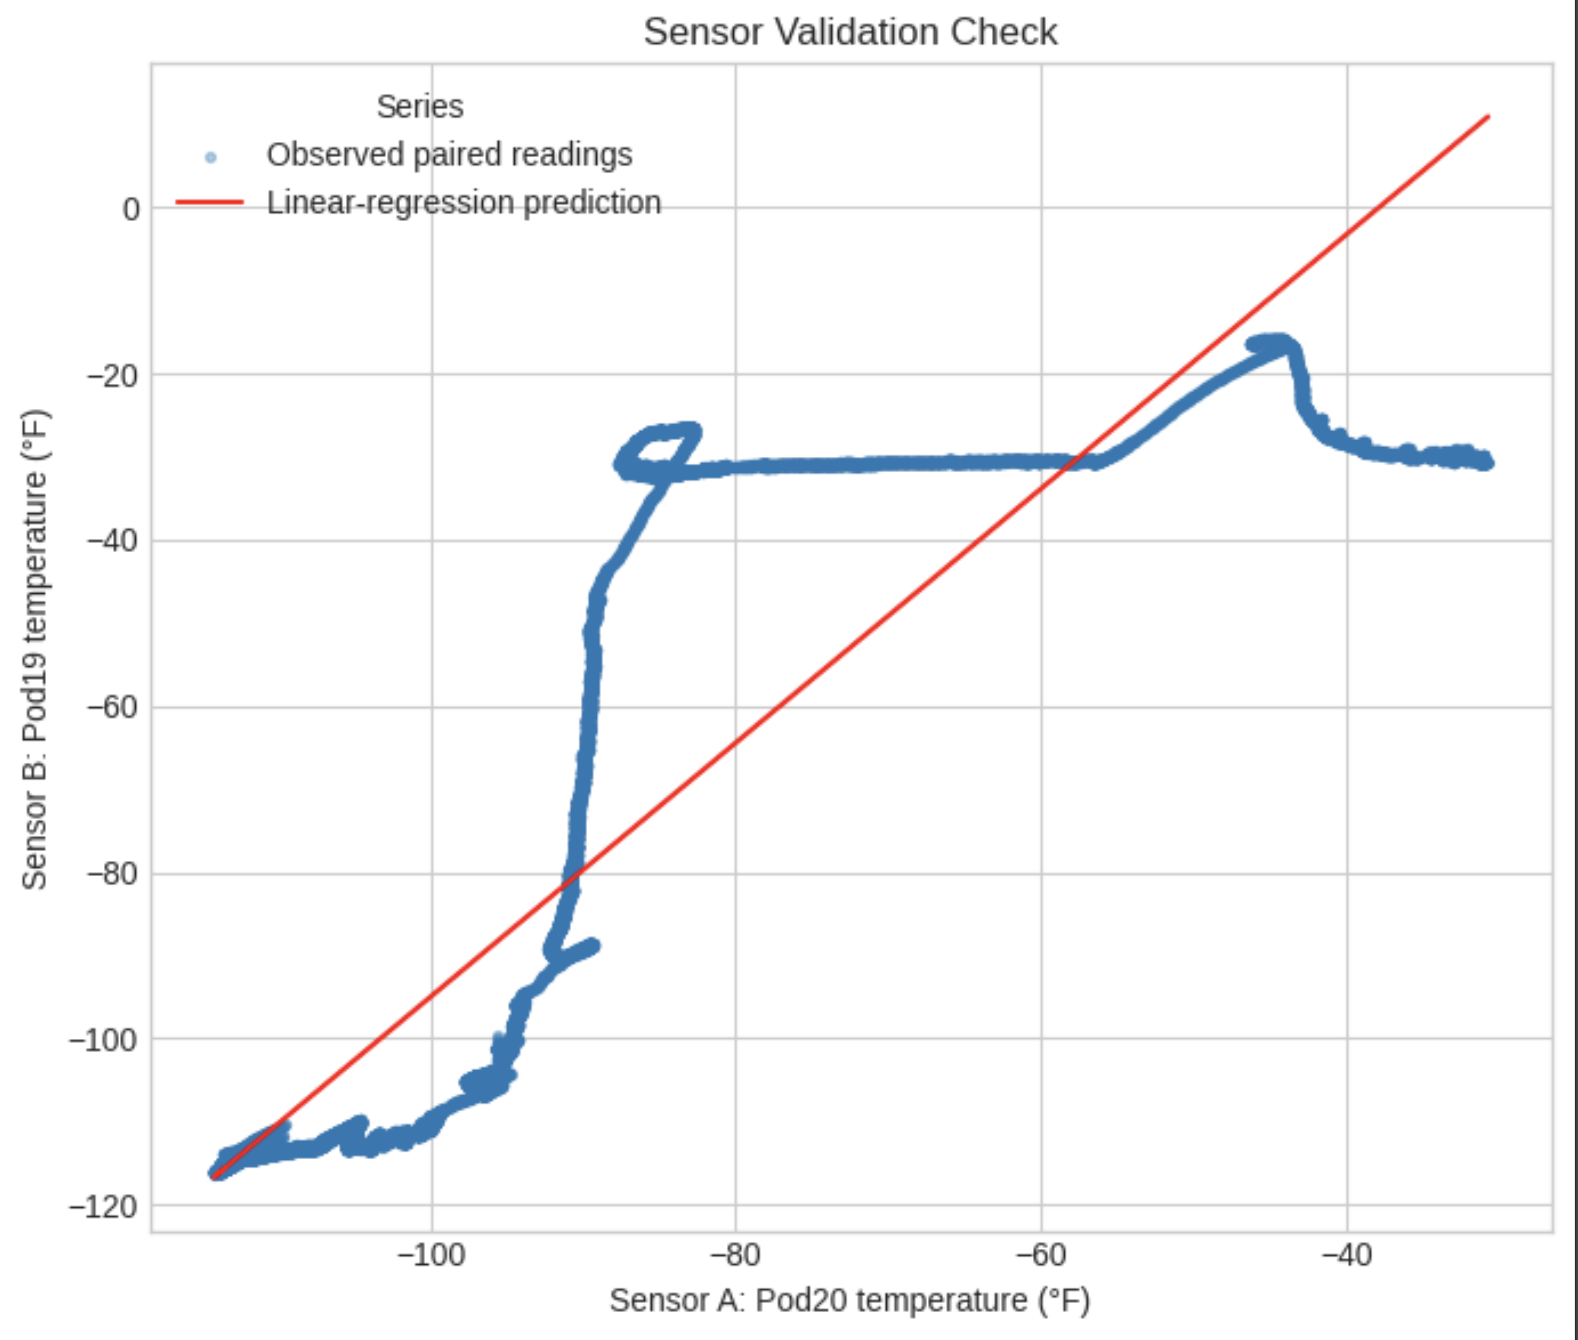 Sensor Validation Check
Series
Observed paired readings
Linear-regression prediction
0
−20
−40
−60
−80
−100
−120
Sensor B: Pod19 temperature (°F)
−100
−80
−60
−40
Sensor A: Pod20 temperature (°F)